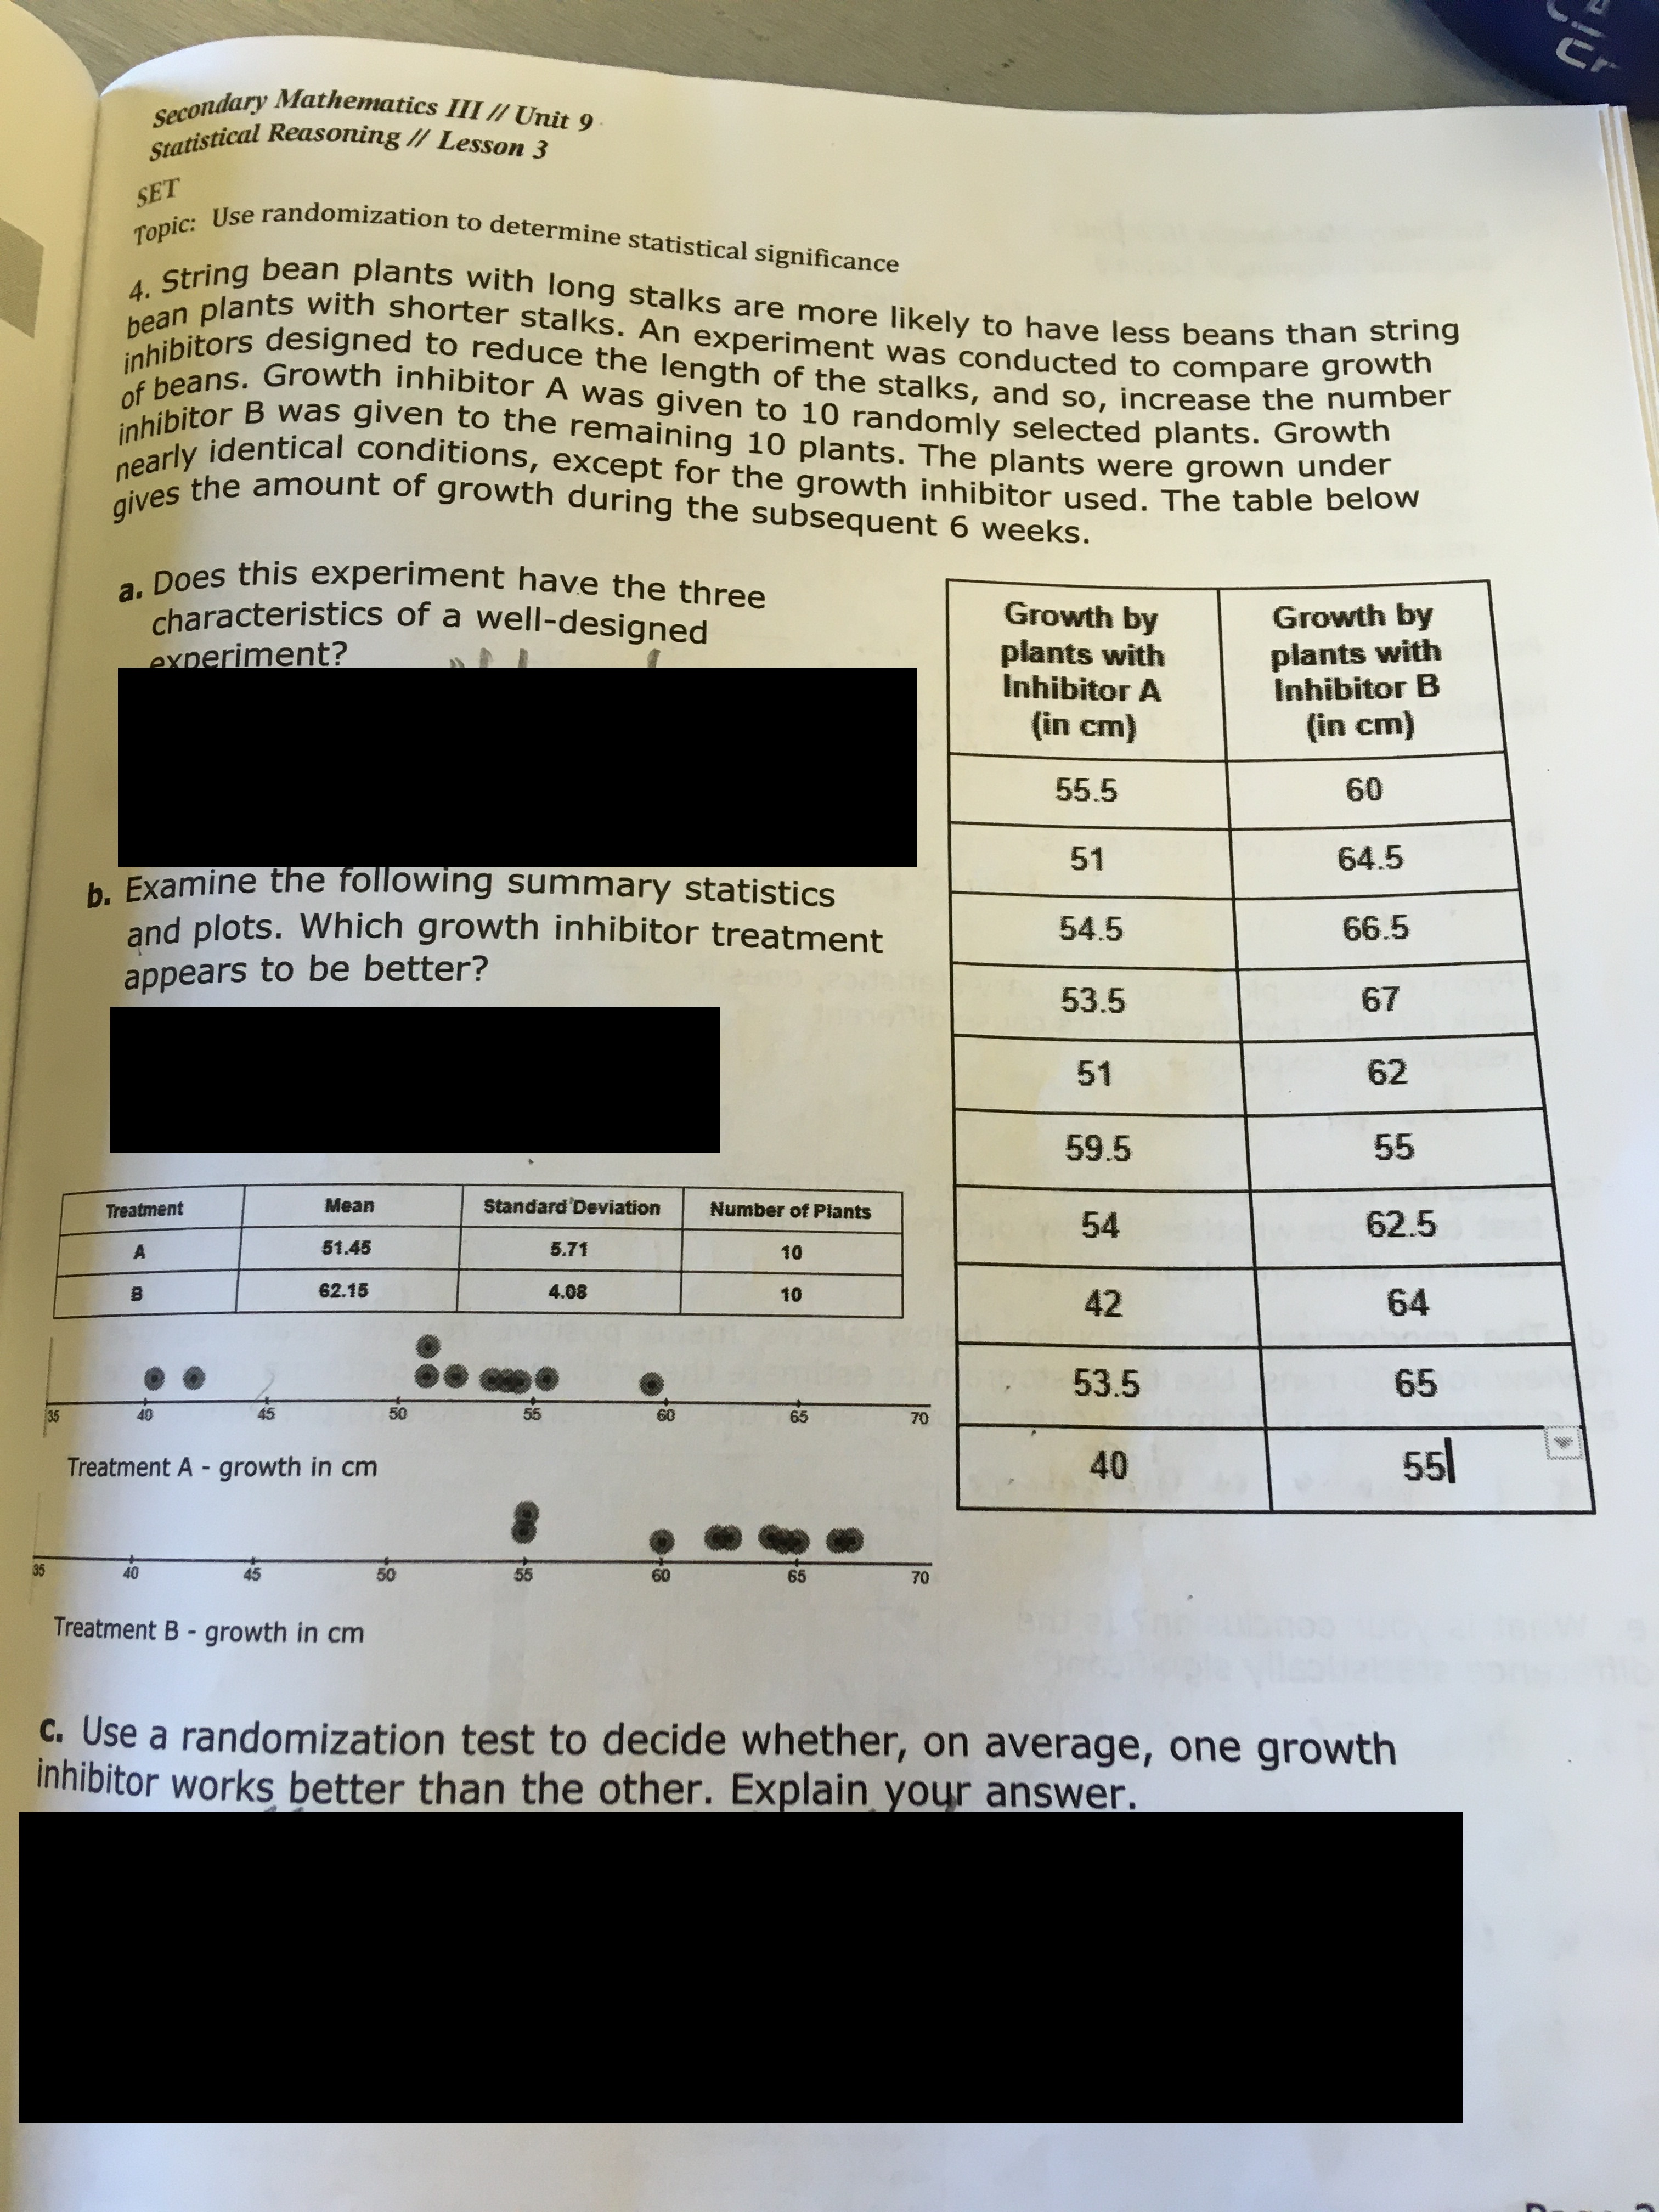 Secondary Mathematics III // Unit 9
Statistical Reasoning // Lesson 3
SET
Topic: Use randomization to determine statistical significance
4. String bean plants with long stalks are more likely to have less beans than string
bean plants with shorter stalks. An experiment was conducted to compare growth
inhibitors designed to reduce the length of the stalks, and so, increase the number
of beans. Growth inhibitor A was given to 10 randomly selected plants. Growth
inhibitor B was given to the remaining 10 plants. The plants were grown under
nearly identical conditions, except for the growth inhibitor used. The table below
gives the amount of growth during the subsequent 6 weeks.
a. Does this experiment have the three
characteristics of a well-designed
experiment?
b. Examine the following summary statistics
and plots. Which growth inhibitor treatment
appears to be better?
Growth by plants with Inhibitor A (in cm) Growth by plants with Inhibitor B (in cm)
55.5 60
51 64.5
54.5 66.5
53.5 67
51 62
59.5 55
54 62.5
42 64
53.5 65
40 55
Treatment Mean Standard Deviation Number of Plants
A 51.45 5.71 10
B 62.15 4.08 10
35 40 45 50 55 60 65 70
Treatment A - growth in cm
35 40 45 50 55 60 65 70
Treatment B - growth in cm
c. Use a randomization test to decide whether, on average, one growth
inhibitor works better than the other. Explain your answer.